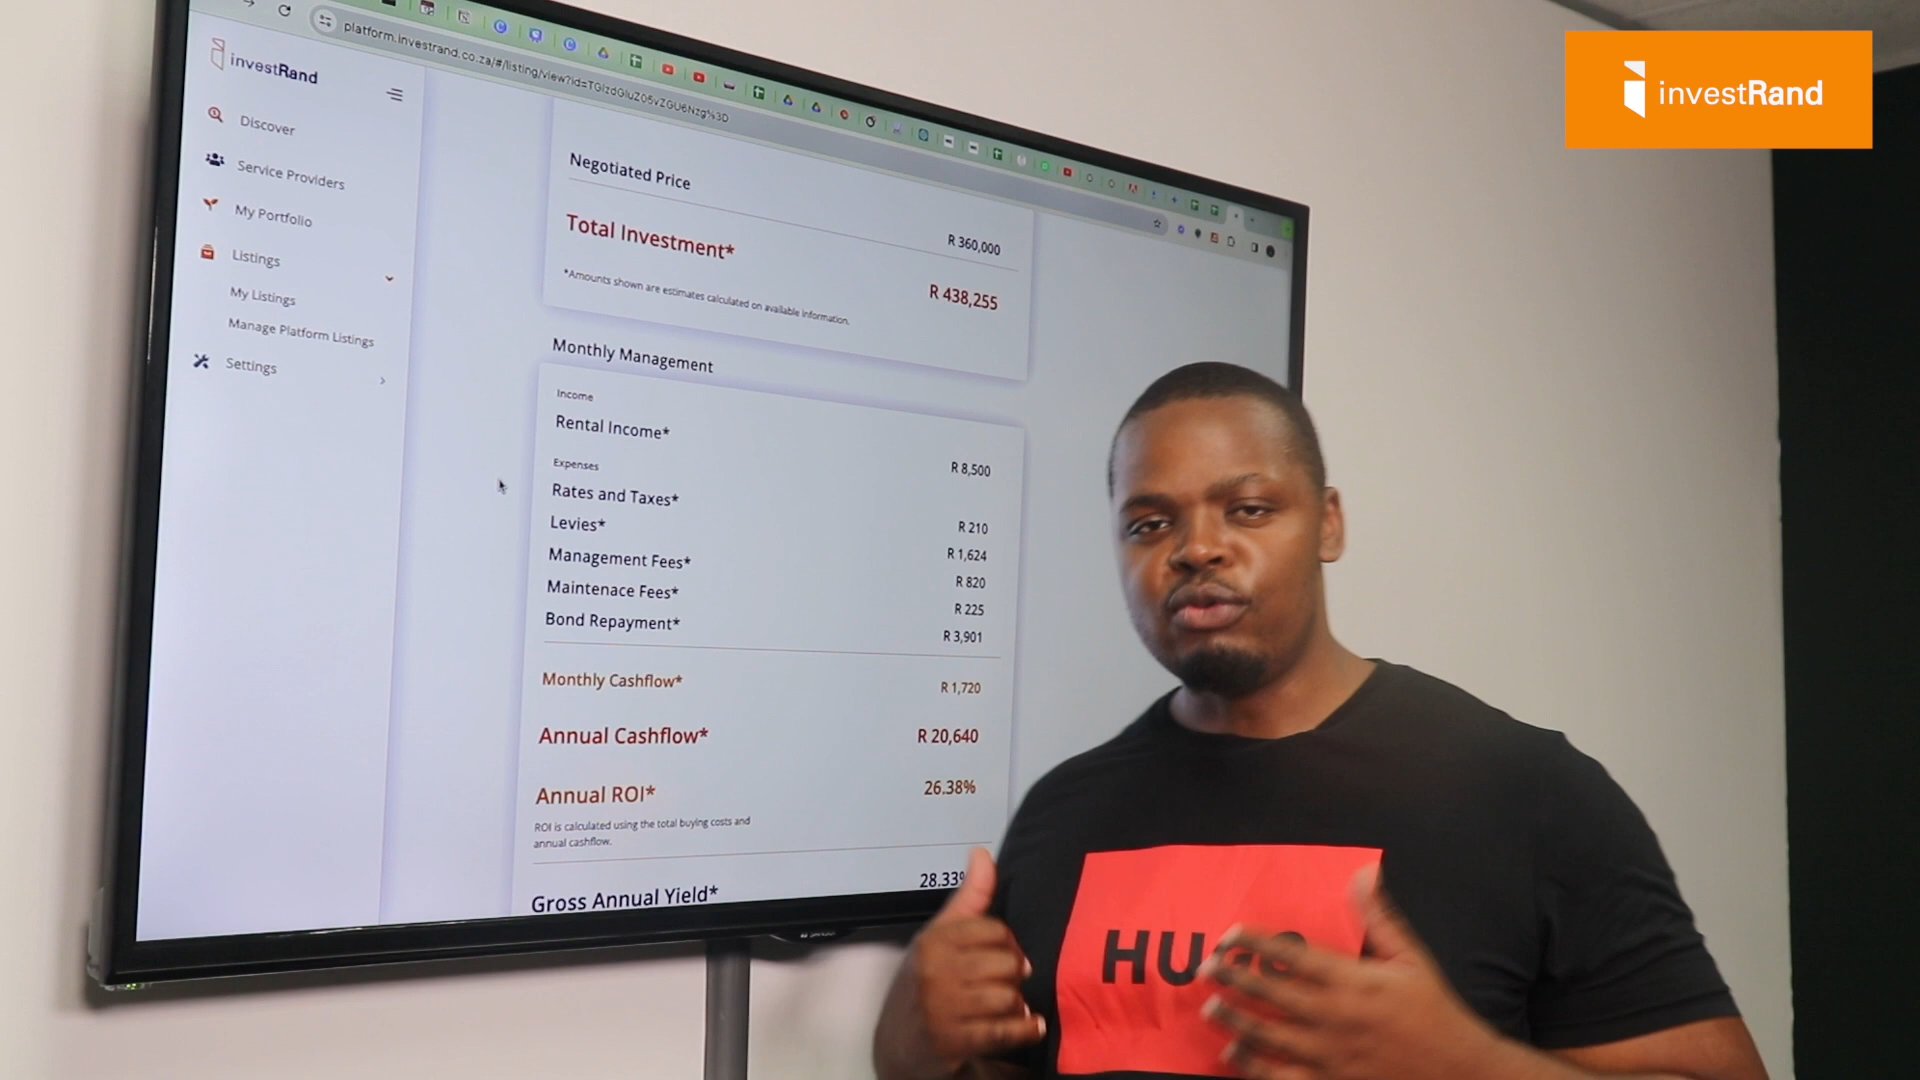 platform.investrand.co.za/#/listing/view?id=TGlzdGluZ05vZGU6Nzg%3D
investRand
investRand
Discover
Service Providers
My Portfolio
Listings
My Listings
Manage Platform Listings
Settings
Negotiated Price
R 360,000
Total Investment*
R 438,255
*Amounts shown are estimates calculated on available information.
Monthly Management
Income
Rental Income*
R 8,500
Expenses
Rates and Taxes*
R 210
Levies*
R 1,624
Management Fees*
R 820
Maintenace Fees*
R 225
Bond Repayment*
R 3,901
Monthly Cashflow*
R 1,720
Annual Cashflow*
R 20,640
Annual ROI*
26.38%
ROI is calculated using the total buying costs and
annual cashflow.
Gross Annual Yield*
28.33%
HUGO